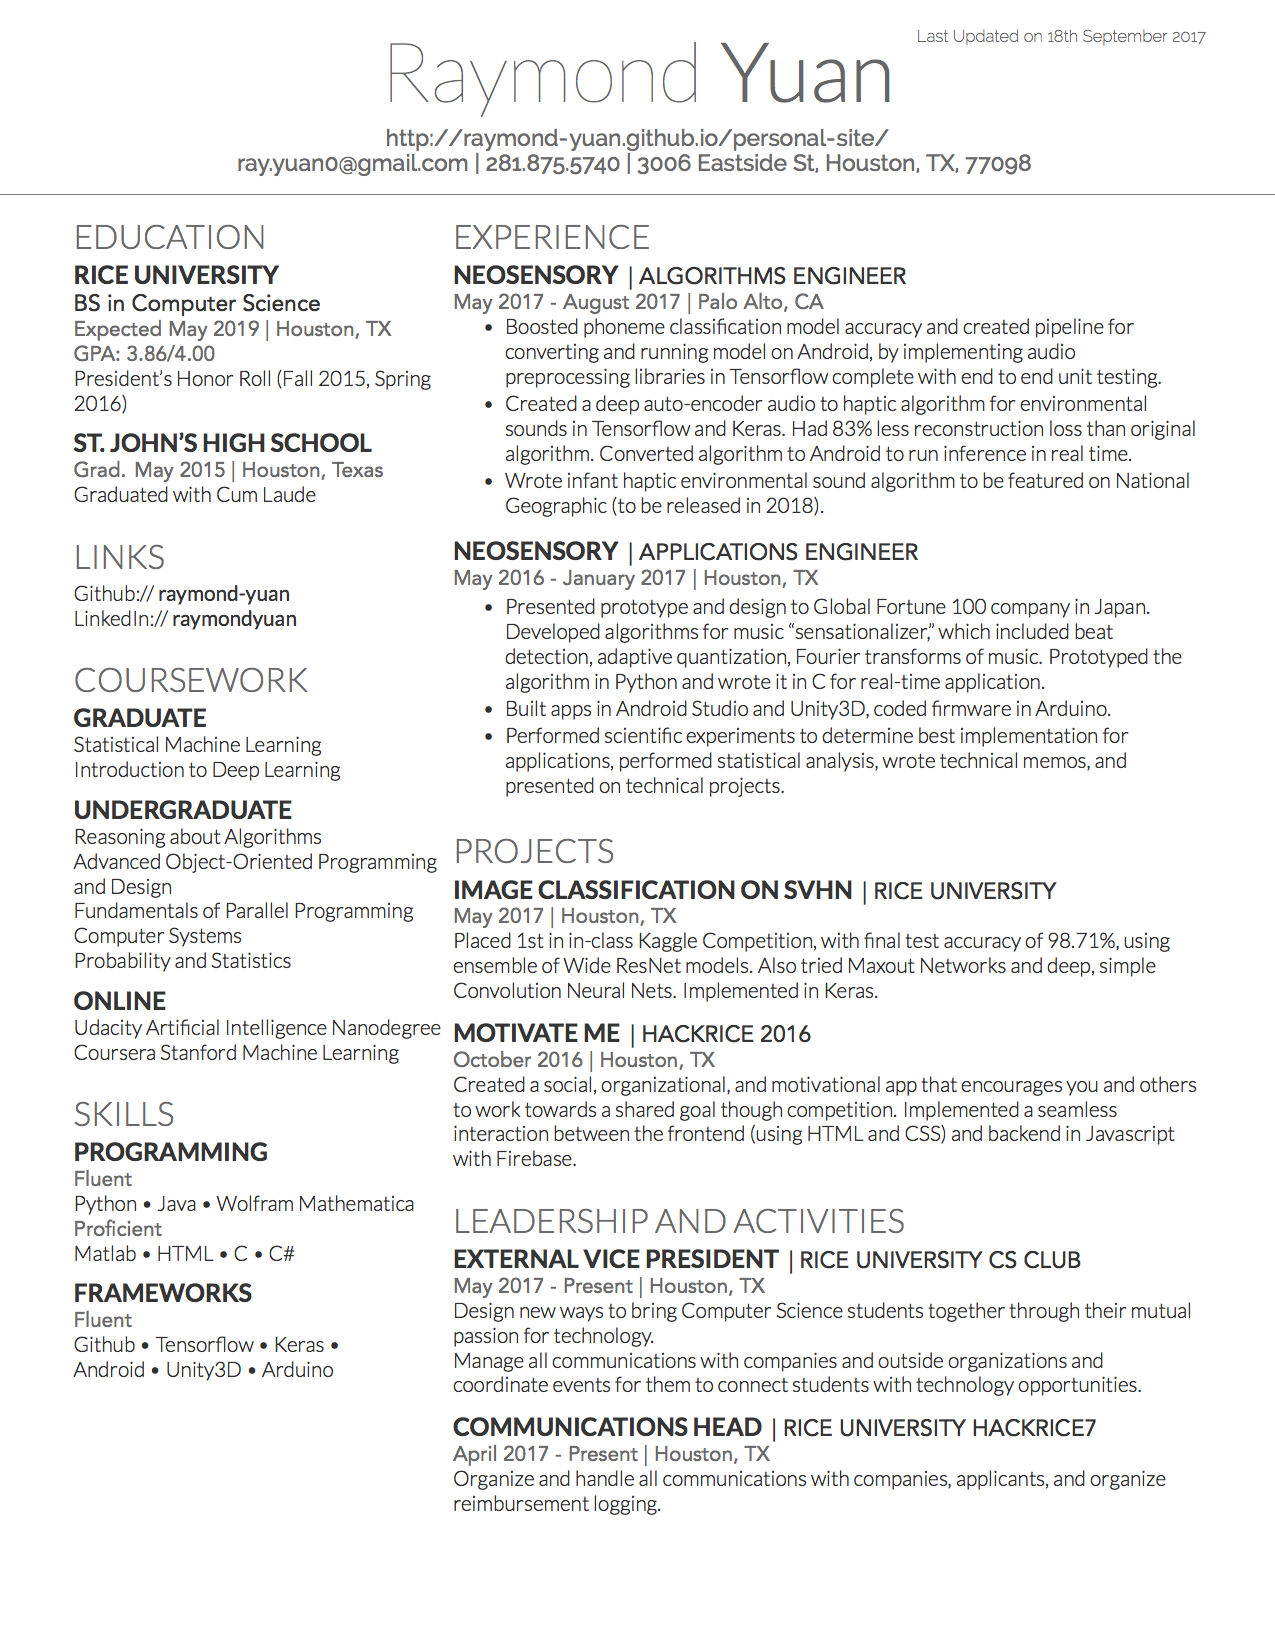 Last Updated on 18th September 2017
Raymond Yuan
http://raymond-yuan.github.io/personal-site/
ray.yuan0@gmail.com | 281.875.5740 | 3006 Eastside St, Houston, TX, 77098
EDUCATION
RICE UNIVERSITY
BS in Computer Science
Expected May 2019 | Houston, TX
GPA: 3.86/4.00
President’s Honor Roll (Fall 2015, Spring
2016)
ST. JOHN’S HIGH SCHOOL
Grad. May 2015 | Houston, Texas
Graduated with Cum Laude
LINKS
Github:// raymond-yuan
LinkedIn:// raymondyuan
COURSEWORK
GRADUATE
Statistical Machine Learning
Introduction to Deep Learning
UNDERGRADUATE
Reasoning about Algorithms
Advanced Object-Oriented Programming
and Design
Fundamentals of Parallel Programming
Computer Systems
Probability and Statistics
ONLINE
Udacity Artificial Intelligence Nanodegree
Coursera Stanford Machine Learning
SKILLS
PROGRAMMING
Fluent
Python • Java • Wolfram Mathematica
Proficient
Matlab • HTML • C • C#
FRAMEWORKS
Fluent
Github • Tensorflow • Keras •
Android • Unity3D • Arduino
EXPERIENCE
NEOSENSORY | ALGORITHMS ENGINEER
May 2017 - August 2017 | Palo Alto, CA
• Boosted phoneme classification model accuracy and created pipeline for
converting and running model on Android, by implementing audio
preprocessing libraries in Tensorflow complete with end to end unit testing.
• Created a deep auto-encoder audio to haptic algorithm for environmental
sounds in Tensorflow and Keras. Had 83% less reconstruction loss than original
algorithm. Converted algorithm to Android to run inference in real time.
• Wrote infant haptic environmental sound algorithm to be featured on National
Geographic (to be released in 2018).
NEOSENSORY | APPLICATIONS ENGINEER
May 2016 - January 2017 | Houston, TX
• Presented prototype and design to Global Fortune 100 company in Japan.
Developed algorithms for music “sensationalizer,” which included beat
detection, adaptive quantization, Fourier transforms of music. Prototyped the
algorithm in Python and wrote it in C for real-time application.
• Built apps in Android Studio and Unity3D, coded firmware in Arduino.
• Performed scientific experiments to determine best implementation for
applications, performed statistical analysis, wrote technical memos, and
presented on technical projects.
PROJECTS
IMAGE CLASSIFICATION ON SVHN | RICE UNIVERSITY
May 2017 | Houston, TX
Placed 1st in in-class Kaggle Competition, with final test accuracy of 98.71%, using
ensemble of Wide ResNet models. Also tried Maxout Networks and deep, simple
Convolution Neural Nets. Implemented in Keras.
MOTIVATE ME | HACKRICE 2016
October 2016 | Houston, TX
Created a social, organizational, and motivational app that encourages you and others
to work towards a shared goal though competition. Implemented a seamless
interaction between the frontend (using HTML and CSS) and backend in Javascript
with Firebase.
LEADERSHIP AND ACTIVITIES
EXTERNAL VICE PRESIDENT | RICE UNIVERSITY CS CLUB
May 2017 - Present | Houston, TX
Design new ways to bring Computer Science students together through their mutual
passion for technology.
Manage all communications with companies and outside organizations and
coordinate events for them to connect students with technology opportunities.
COMMUNICATIONS HEAD | RICE UNIVERSITY HACKRICE7
April 2017 - Present | Houston, TX
Organize and handle all communications with companies, applicants, and organize
reimbursement logging.